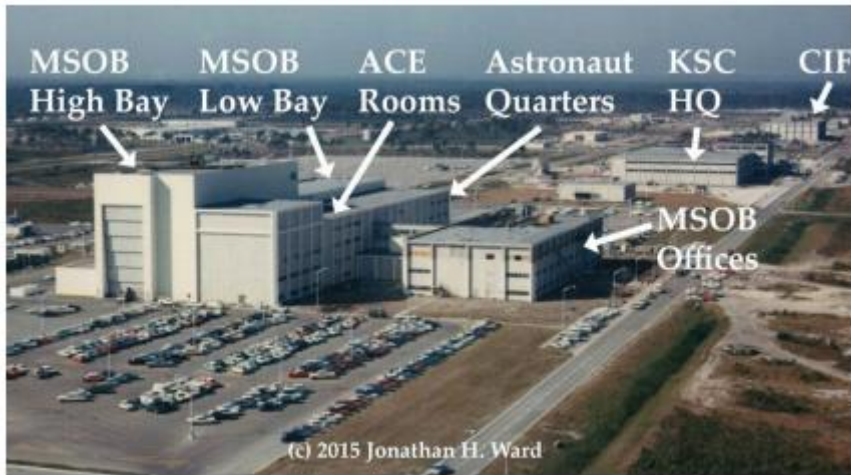 MSOB
High Bay
MSOB
Low Bay
ACE
Rooms
Astronaut
Quarters
KSC
HQ
CIF
MSOB
Offices
(c) 2015 Jonathan H. Ward